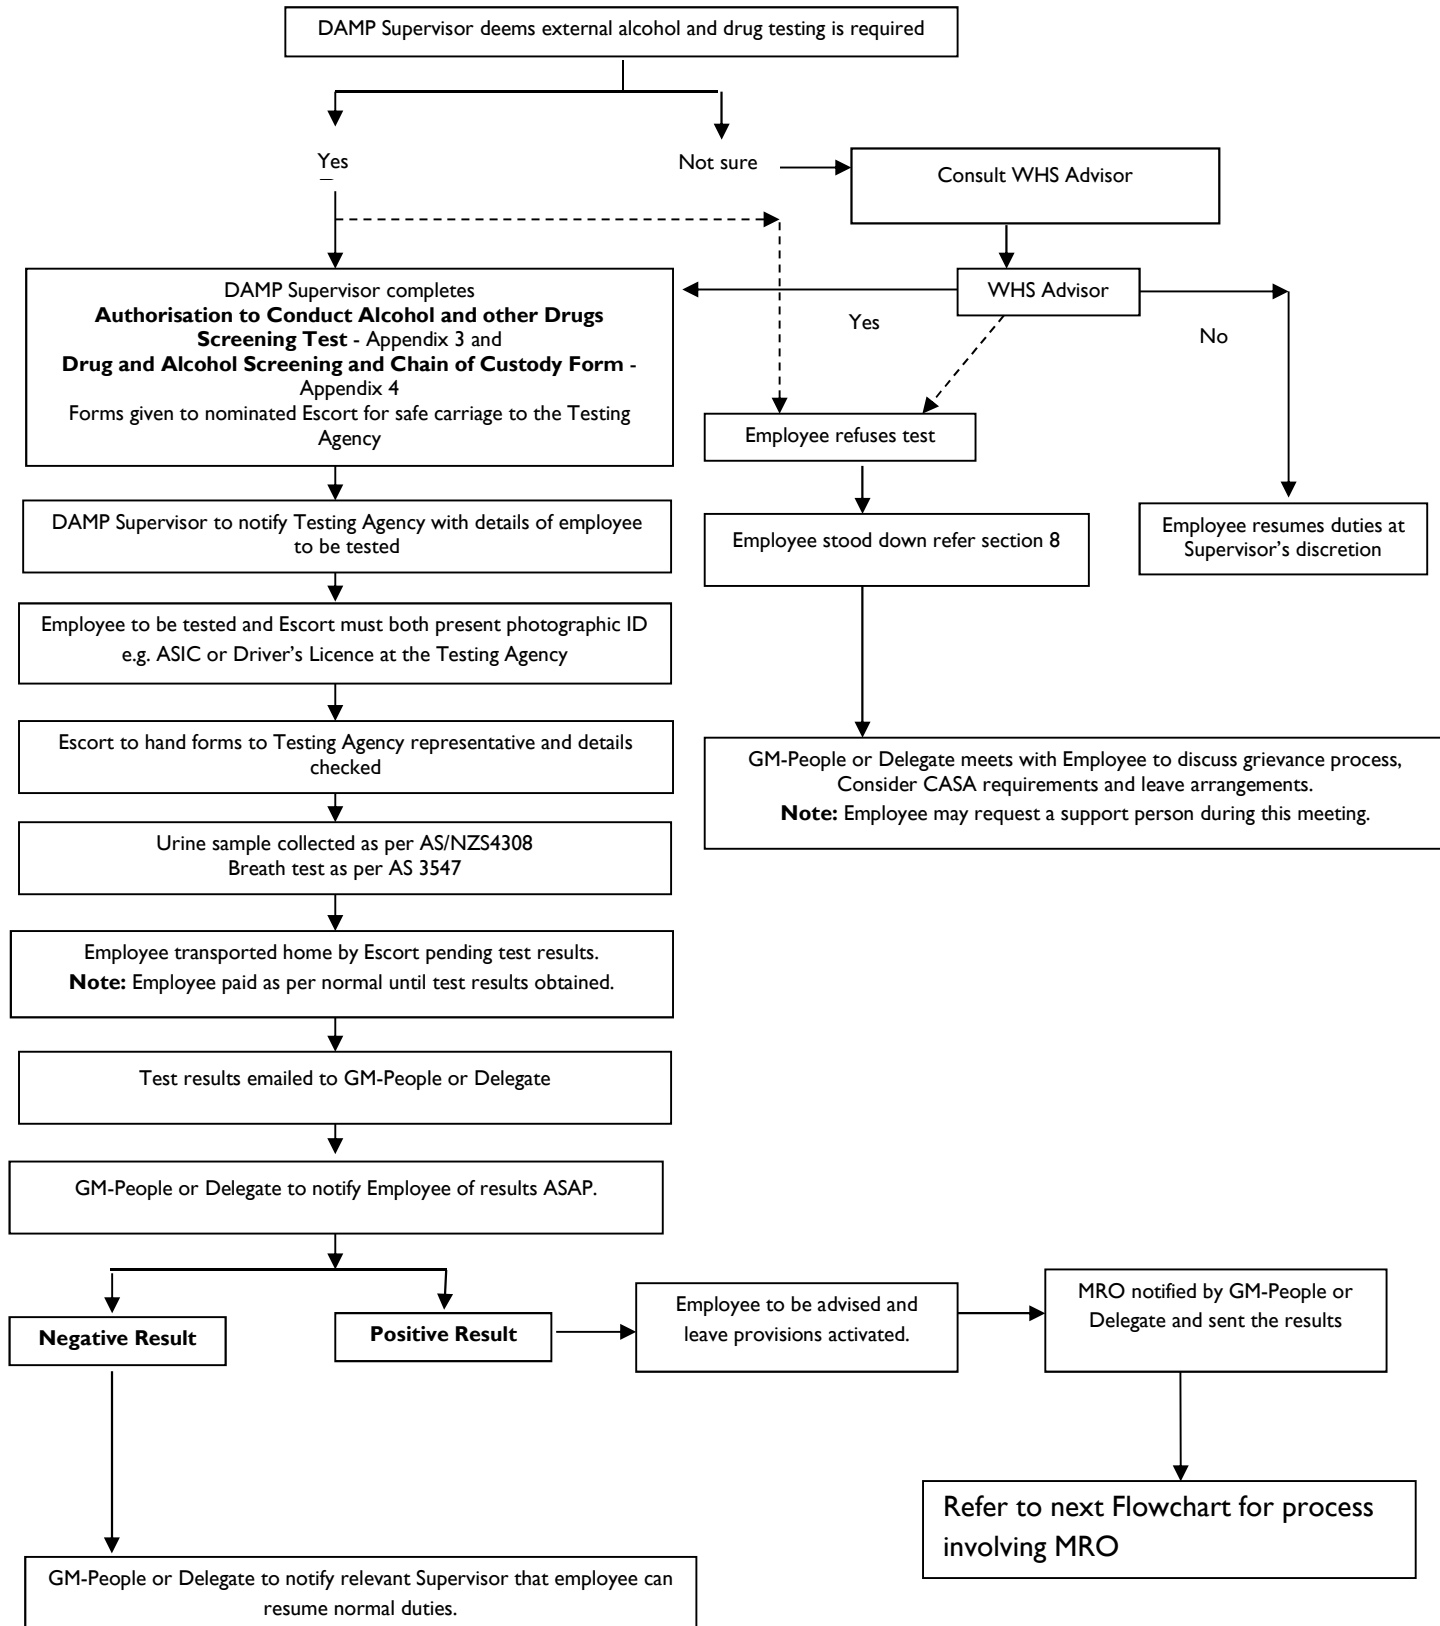 DAMP Supervisor deems external alcohol and drug testing is required
Yes
Not sure
Consult WHS Advisor
DAMP Supervisor completes
Authorisation to Conduct Alcohol and other Drugs
Screening Test - Appendix 3 and
Drug and Alcohol Screening and Chain of Custody Form -
Appendix 4
Forms given to nominated Escort for safe carriage to the Testing
Agency
WHS Advisor
Yes
No
Employee refuses test
DAMP Supervisor to notify Testing Agency with details of employee
to be tested
Employee stood down refer section 8
Employee resumes duties at
Supervisor's discretion
Employee to be tested and Escort must both present photographic ID
e.g. ASIC or Driver's Licence at the Testing Agency
Escort to hand forms to Testing Agency representative and details
checked
GM-People or Delegate meets with Employee to discuss grievance process,
Consider CASA requirements and leave arrangements.
Note: Employee may request a support person during this meeting.
Urine sample collected as per AS/NZS4308
Breath test as per AS 3547
Employee transported home by Escort pending test results.
Note: Employee paid as per normal until test results obtained.
Test results emailed to GM-People or Delegate
GM-People or Delegate to notify Employee of results ASAP.
Negative Result
Positive Result
Employee to be advised and
leave provisions activated.
MRO notified by GM-People or
Delegate and sent the results
Refer to next Flowchart for process
involving MRO
GM-People or Delegate to notify relevant Supervisor that employee can
resume normal duties.